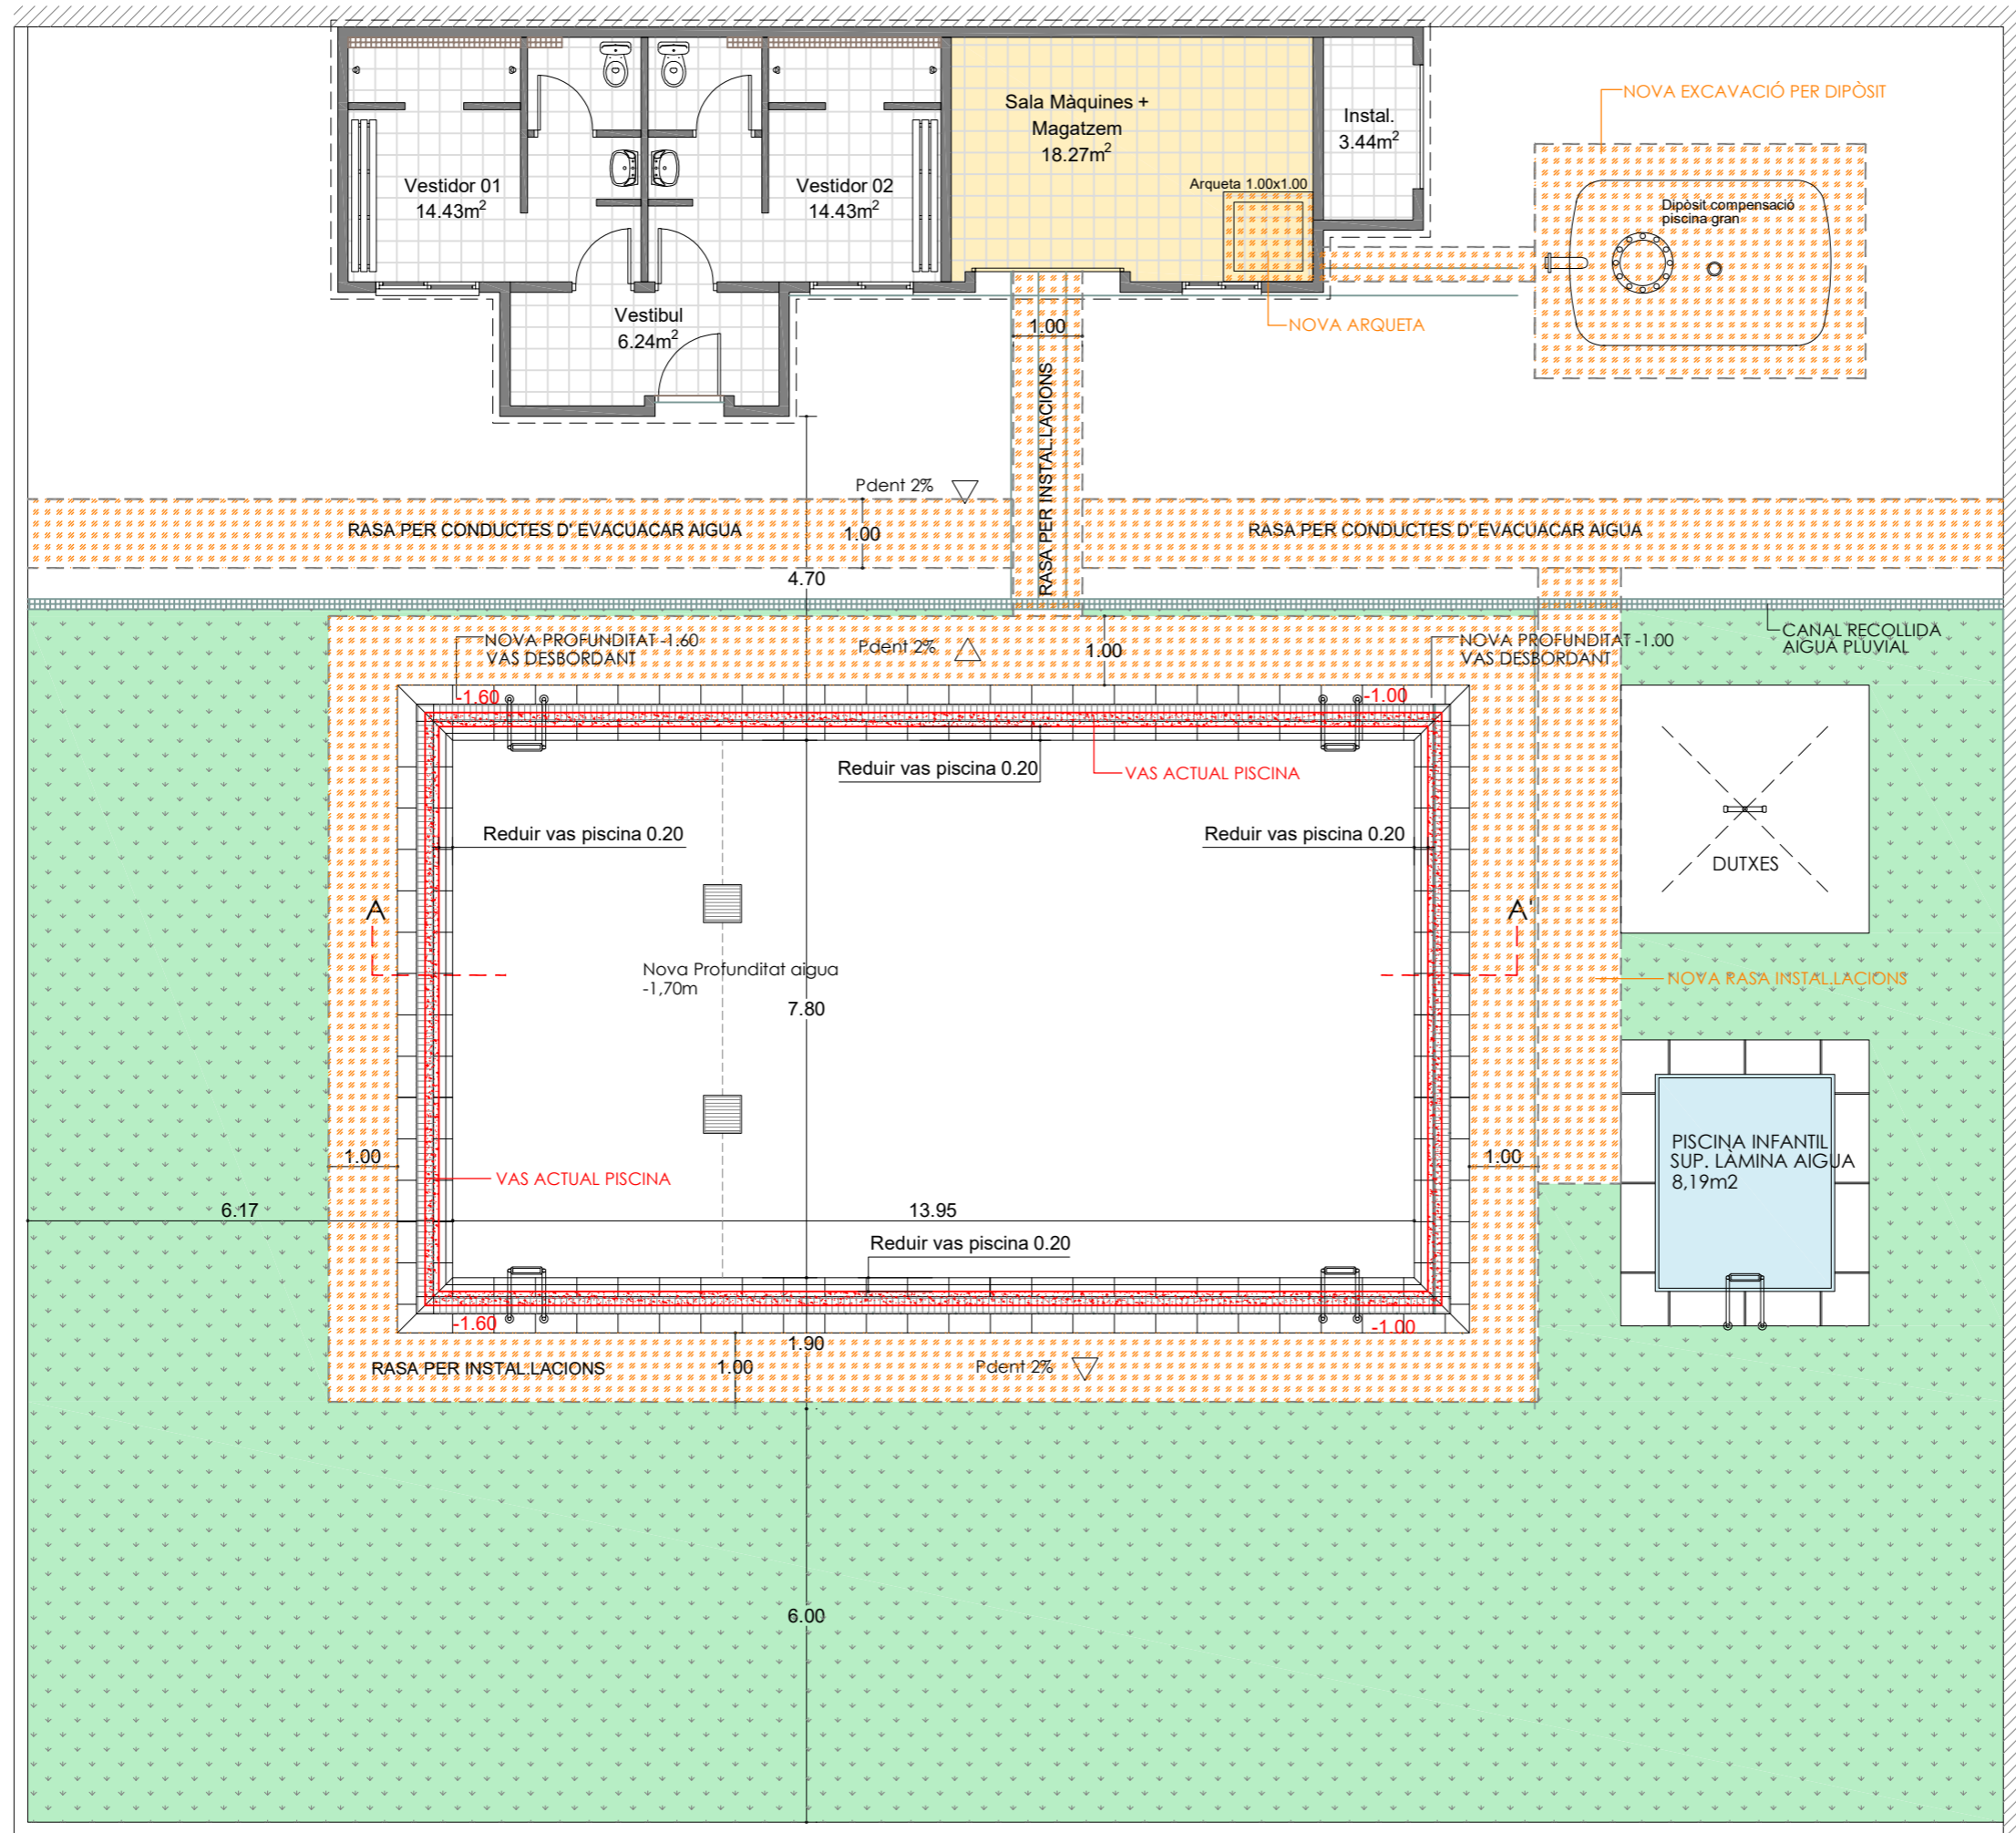 NOVA EXCAVACIÓ PER DIPÒSIT
Sala Màquines +
Magatzem
18.27m²
Instal.
3.44m²
Vestidor 01
14.43m²
Vestidor 02
14.43m²
Arqueta 1.00x1.00
Dipòsit compensació
piscina gran
Vestibul
6.24m²
NOVA ARQUETA
1.00
RASA PER INSTAL.LACIONS
Pdent 2%
RASA PER CONDUCTES D' EVACUACAR AIGUA
1.00
RASA PER CONDUCTES D' EVACUACAR AIGUA
4.70
NOVA PROFUNDITAT -1.60
VAS DESBORDANT
Pdent 2%
1.00
NOVA PROFUNDITAT -1.00
VAS DESBORDANT
CANAL RECOLLIDA
AIGUA PLUVIAL
-1.60
-1.00
Reduir vas piscina 0.20
VAS ACTUAL PISCINA
Reduir vas piscina 0.20
Reduir vas piscina 0.20
DUTXES
A
A'
Nova Profunditat aigua
-1,70m
NOVA RASA INSTAL.LACIONS
7.80
PISCINA INFANTIL
SUP. LÀMINA AIGUA
8,19m2
1.00
1.00
VAS ACTUAL PISCINA
6.17
13.95
Reduir vas piscina 0.20
-1.60
-1.00
1.90
RASA PER INSTAL.LACIONS
1.00
Pdent 2%
6.00